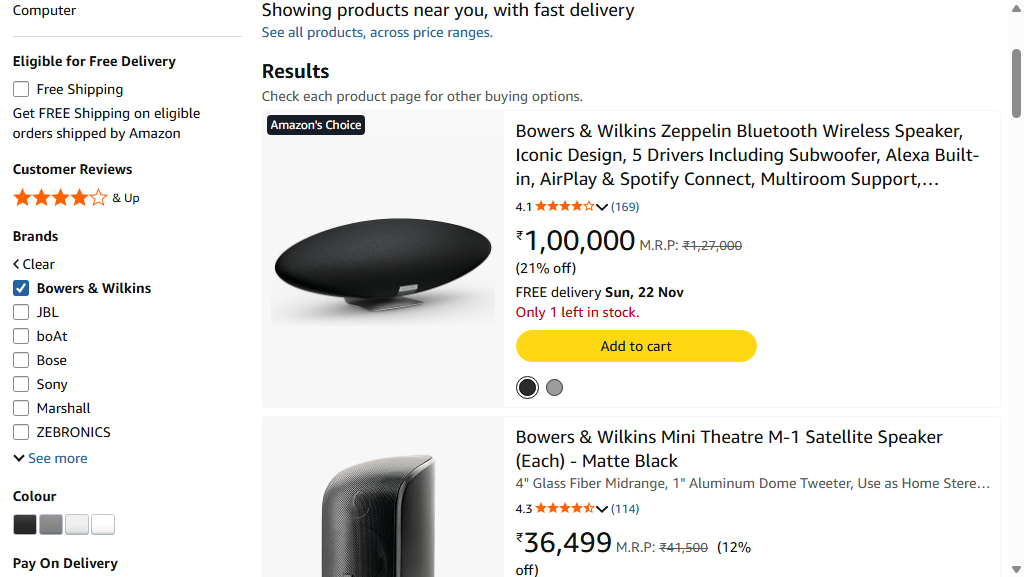 Computer
Eligible for Free Delivery
Free Shipping
Get FREE Shipping on eligible
orders shipped by Amazon
Customer Reviews
& Up
Brands
Clear
Bowers & Wilkins
JBL
boAt
Bose
Sony
Marshall
ZEBRONICS
See more
Colour
Pay On Delivery
Showing products near you, with fast delivery
See all products, across price ranges.
Results
Check each product page for other buying options.
Amazon's Choice
Bowers & Wilkins Zeppelin Bluetooth Wireless Speaker,
Iconic Design, 5 Drivers Including Subwoofer, Alexa Built-
in, AirPlay & Spotify Connect, Multiroom Support,…
4.1 (169)
₹1,00,000 M.R.P: ₹1,27,000
(21% off)
FREE delivery Sun, 22 Nov
Only 1 left in stock.
Add to cart
Bowers & Wilkins Mini Theatre M-1 Satellite Speaker
(Each) - Matte Black
4" Glass Fiber Midrange, 1" Aluminum Dome Tweeter, Use as Home Stere…
4.3 (114)
₹36,499 M.R.P: ₹41,500 (12%
off)